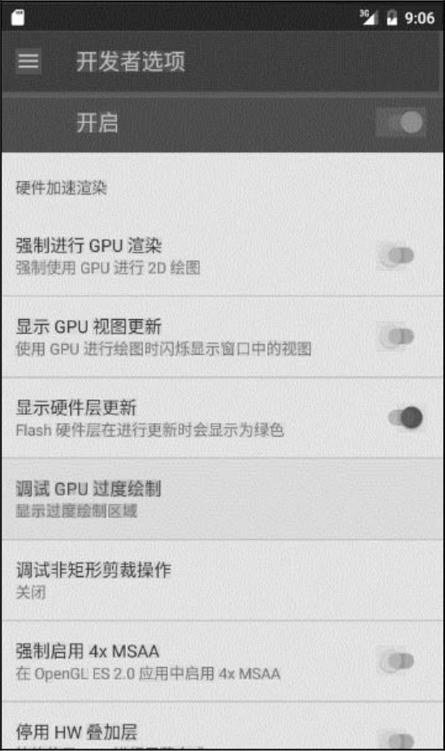 3G 9:06
开发者选项
开启
硬件加速渲染
强制进行 GPU 渲染
强制使用 GPU 进行 2D 绘图
显示 GPU 视图更新
使用 GPU 进行绘图时闪烁显示窗口中的视图
显示硬件层更新
Flash 硬件层在进行更新时会显示为绿色
调试 GPU 过度绘制
显示过度绘制区域
调试非矩形剪裁操作
关闭
强制启用 4x MSAA
在 OpenGL ES 2.0 应用中启用 4x MSAA
停用 HW 叠加层